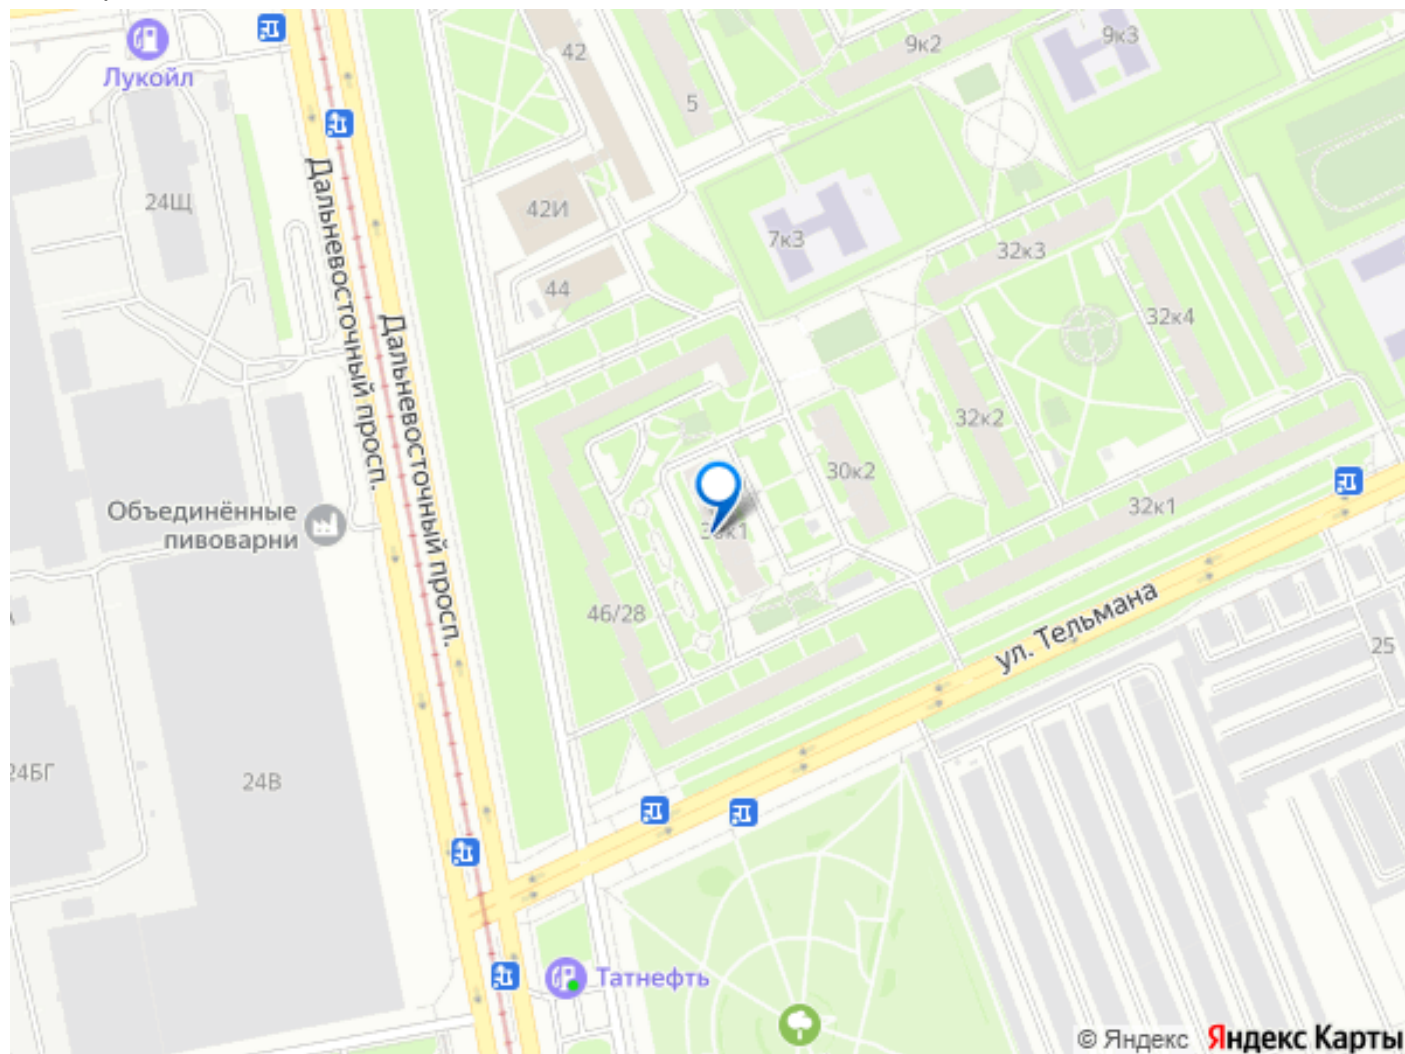 Лукойл
42
9к2
9к3
5
24Щ
42И
7к3
32к3
44
32к4
Дальневосточный просп.
Дальневосточный просп.
32к2
30к2
32к1
Объединённые
пивоварни
46/28
ул. Тельмана
25
24БГ
24В
Татнефть
© Яндекс Яндекс Карты